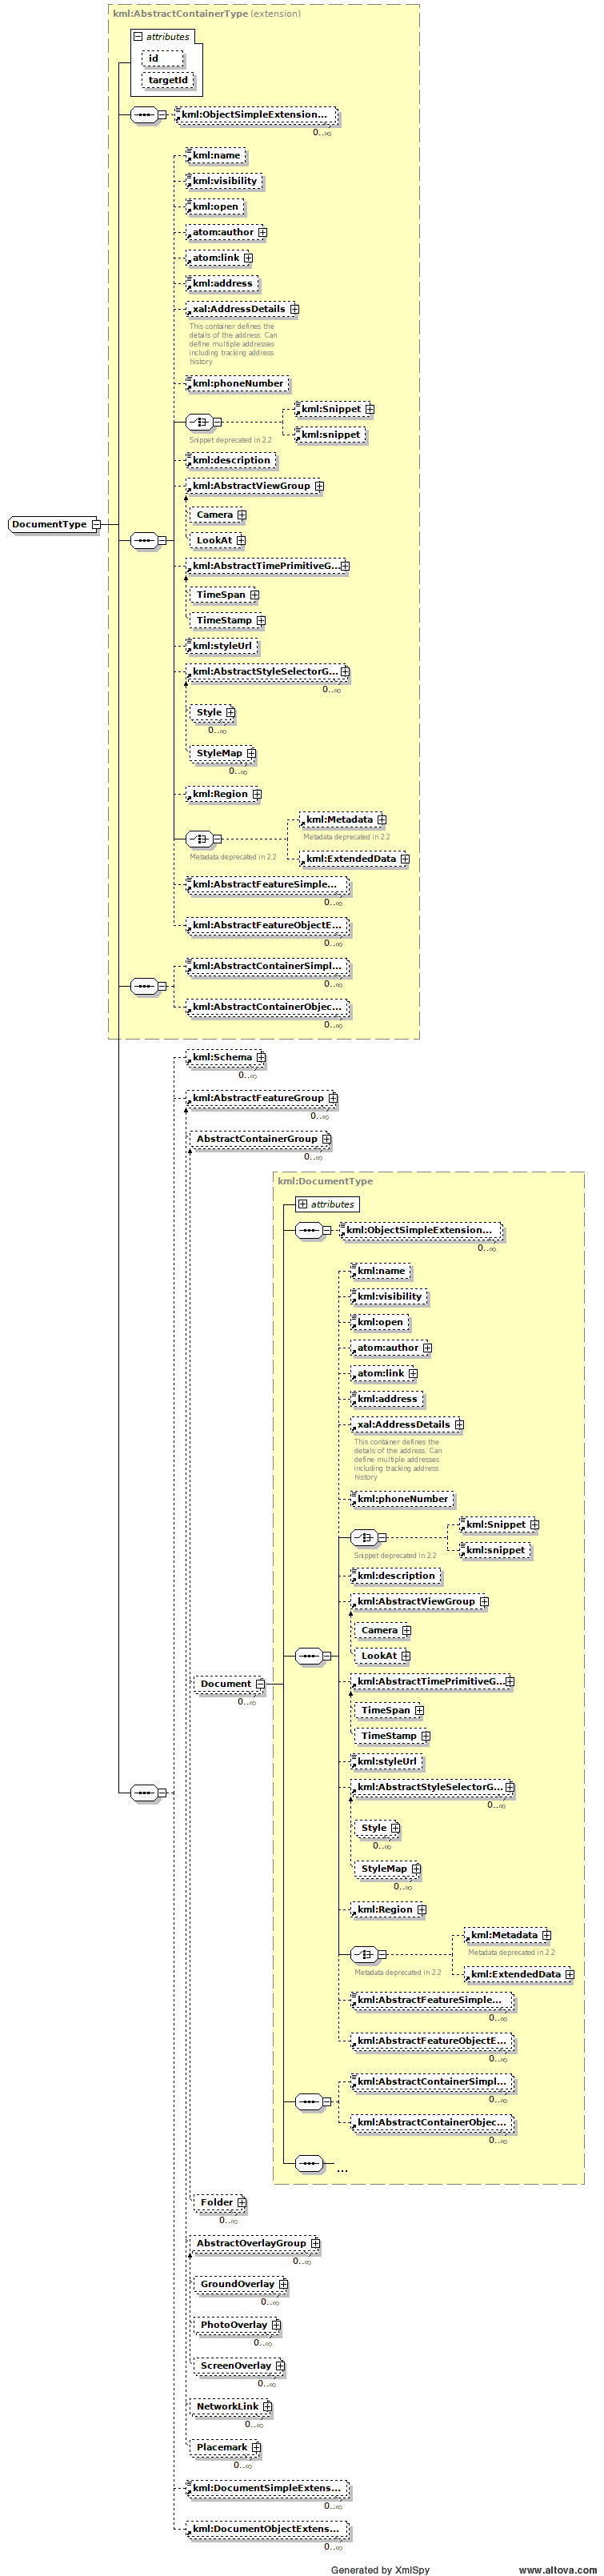 kml:AbstractContainerType (extension)
attributes
id
targetId
kml:ObjectSimpleExtension...
0..∞
kml:name
kml:visibility
kml:open
atom:author
atom:link
kml:address
xal:AddressDetails
This container defines the
details of the address. Can
define multiple addresses
including tracking address
history
kml:phoneNumber
kml:Snippet
kml:snippet
Snippet deprecated in 2.2
kml:description
kml:AbstractViewGroup
Camera
DocumentType
LookAt
kml:AbstractTimePrimitiveG...
TimeSpan
TimeStamp
kml:styleUrl
kml:AbstractStyleSelectorG...
0..∞
Style
0..∞
StyleMap
0..∞
kml:Region
kml:Metadata
Metadata deprecated in 2.2
Metadata deprecated in 2.2
kml:ExtendedData
kml:AbstractFeatureSimple...
0..∞
kml:AbstractFeatureObjectE...
0..∞
kml:AbstractContainerSimpl...
0..∞
kml:AbstractContainerObjec...
0..∞
kml:Schema
0..∞
kml:AbstractFeatureGroup
0..∞
AbstractContainerGroup
0..∞
kml:DocumentType
attributes
kml:ObjectSimpleExtension...
0..∞
kml:name
kml:visibility
kml:open
atom:author
atom:link
kml:address
xal:AddressDetails
This container defines the
details of the address. Can
define multiple addresses
including tracking address
history
kml:phoneNumber
kml:Snippet
kml:snippet
Snippet deprecated in 2.2
kml:description
kml:AbstractViewGroup
Camera
LookAt
kml:AbstractTimePrimitiveG...
Document
0..∞
TimeSpan
TimeStamp
kml:styleUrl
kml:AbstractStyleSelectorG...
0..∞
Style
0..∞
StyleMap
0..∞
kml:Region
kml:Metadata
Metadata deprecated in 2.2
Metadata deprecated in 2.2
kml:ExtendedData
kml:AbstractFeatureSimple...
0..∞
kml:AbstractFeatureObjectE...
0..∞
kml:AbstractContainerSimpl...
0..∞
kml:AbstractContainerObjec...
0..∞
...
Folder
0..∞
AbstractOverlayGroup
0..∞
GroundOverlay
0..∞
PhotoOverlay
0..∞
ScreenOverlay
0..∞
NetworkLink
0..∞
Placemark
0..∞
kml:DocumentSimpleExtens...
0..∞
kml:DocumentObjectExtens...
0..∞
Generated by XmlSpy www.altova.com